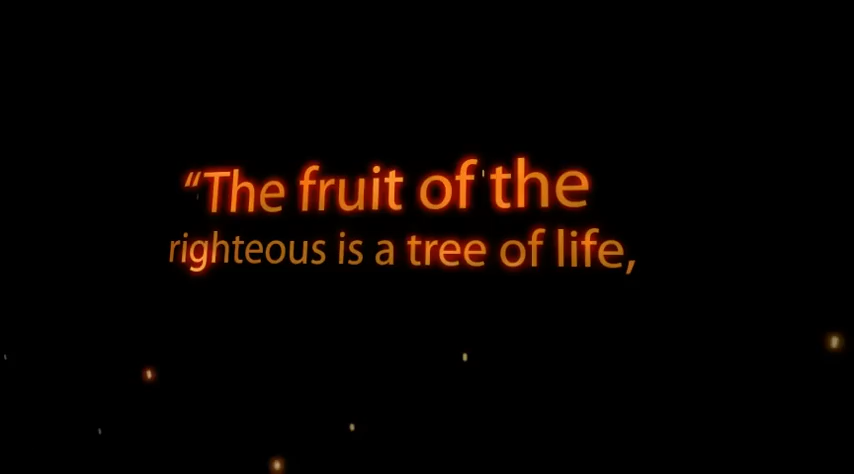 “The fruit of the
righteous is a tree of life,